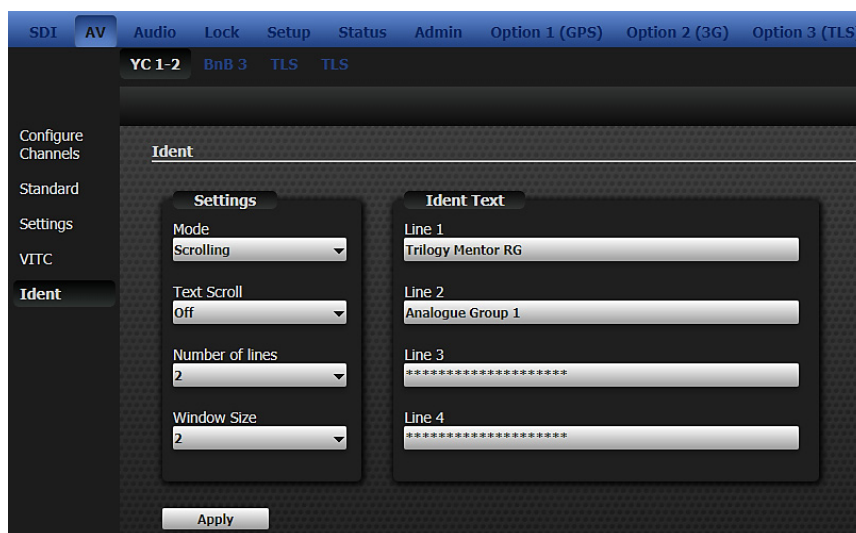 SDI AV Audio Lock Setup Status Admin Option 1 (GPS) Option 2 (3G) Option 3 (TLS
YC 1-2 BnB 3 TLS TLS
Configure
Channels
Standard
Settings
VITC
Ident
Ident
Settings
Mode
Scrolling
Text Scroll
Off
Number of lines
2
Window Size
2
Ident Text
Line 1
Trilogy Mentor RG
Line 2
Analogue Group 1
Line 3
********************
Line 4
********************
Apply